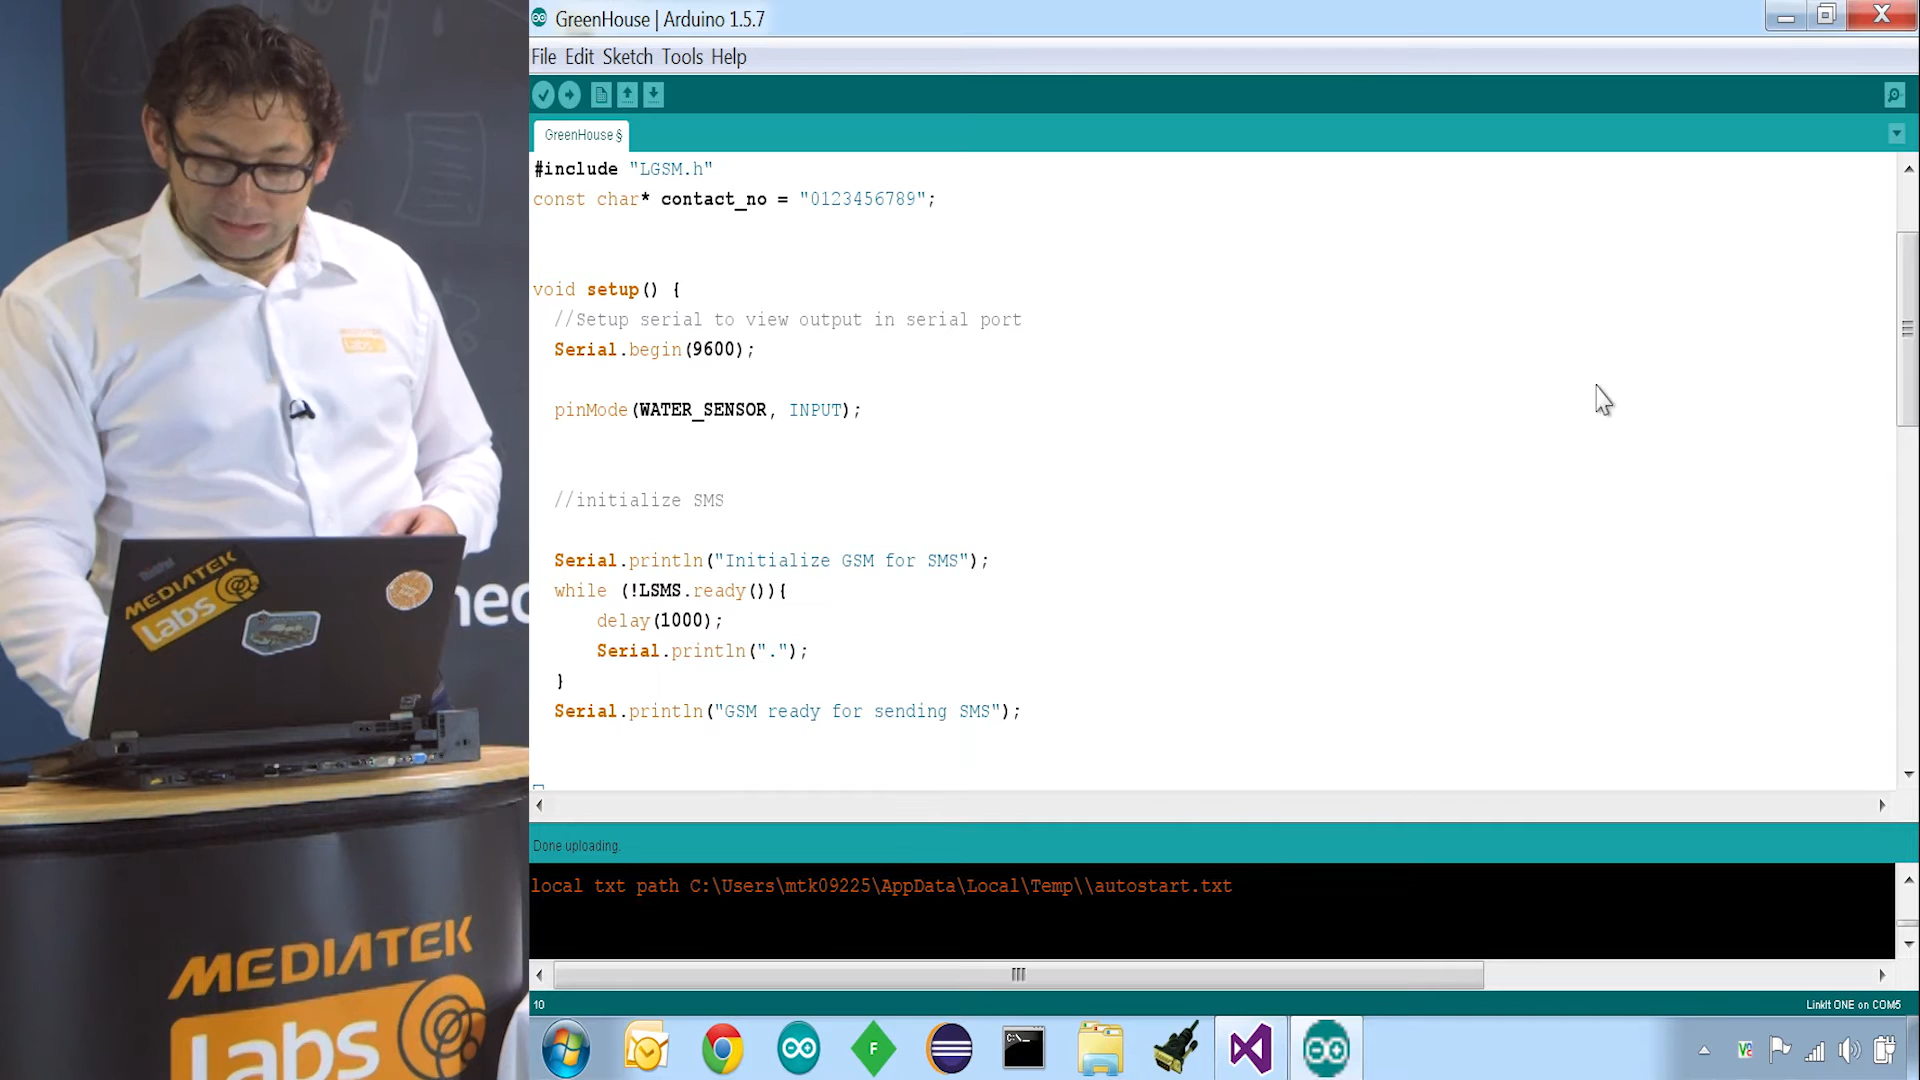 GreenHouse | Arduino 1.5.7
File Edit Sketch Tools Help
GreenHouse §
#include "LGSM.h"
const char* contact_no = "0123456789";
void setup() {
//Setup serial to view output in serial port
Serial.begin(9600);
pinMode(WATER_SENSOR, INPUT);
//initialize SMS
Serial.println("Initialize GSM for SMS");
while (!LSMS.ready()){
delay(1000);
Serial.println(".");
}
Serial.println("GSM ready for sending SMS");
Done uploading.
local txt path C:\Users\mtk09225\AppData\Local\Temp\\autostart.txt
10
LinkIt ONE on COM5
F
C:\_
labs
ThinkPad
MEDIATEK
labs
nec
MEDIATEK
labs